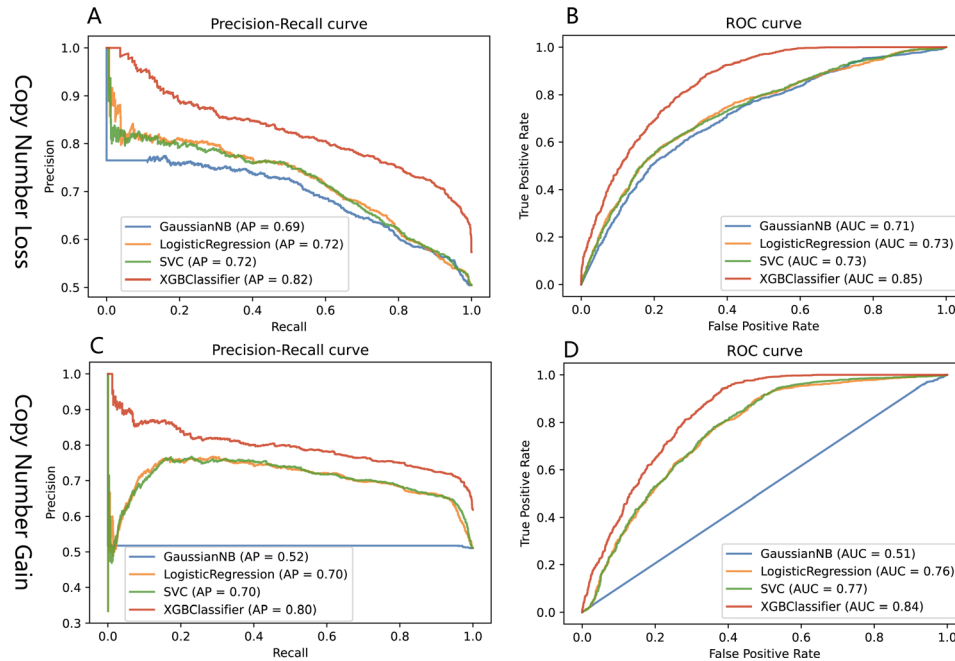 A
Precision-Recall curve
Copy Number Loss
Precision
1.0
0.9
0.8
0.7
0.6
0.5
GaussianNB (AP = 0.69)
LogisticRegression (AP = 0.72)
SVC (AP = 0.72)
XGBClassifier (AP = 0.82)
0.0 0.2 0.4 0.6 0.8 1.0
Recall
B
ROC curve
True Positive Rate
1.0
0.8
0.6
0.4
0.2
0.0
GaussianNB (AUC = 0.71)
LogisticRegression (AUC = 0.73)
SVC (AUC = 0.73)
XGBClassifier (AUC = 0.85)
0.0 0.2 0.4 0.6 0.8 1.0
False Positive Rate
C
Precision-Recall curve
Copy Number Gain
Precision
1.0
0.9
0.8
0.7
0.6
0.5
0.4
0.3
GaussianNB (AP = 0.52)
LogisticRegression (AP = 0.70)
SVC (AP = 0.70)
XGBClassifier (AP = 0.80)
0.0 0.2 0.4 0.6 0.8 1.0
Recall
D
ROC curve
True Positive Rate
1.0
0.8
0.6
0.4
0.2
0.0
GaussianNB (AUC = 0.51)
LogisticRegression (AUC = 0.76)
SVC (AUC = 0.77)
XGBClassifier (AUC = 0.84)
0.0 0.2 0.4 0.6 0.8 1.0
False Positive Rate